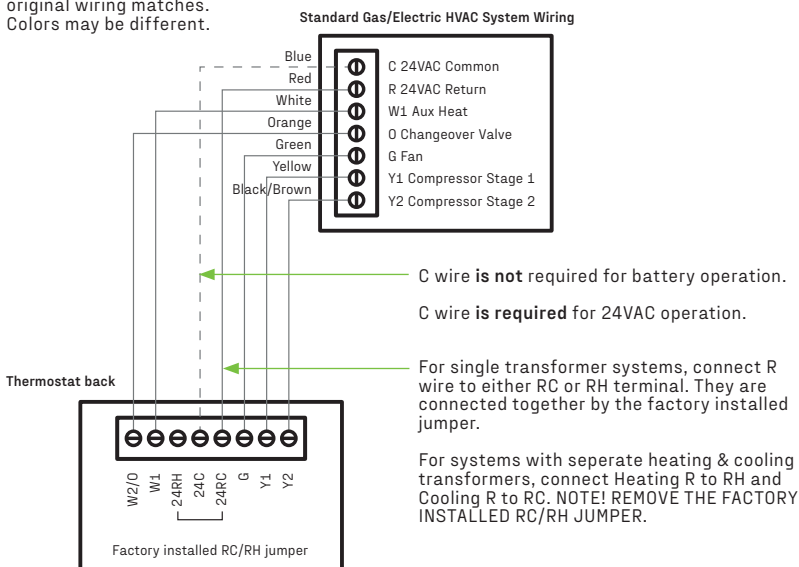 original wiring matches.
Colors may be different.
Standard Gas/Electric HVAC System Wiring
Blue
Red
White
Orange
Green
Yellow
Black/Brown
C 24VAC Common
R 24VAC Return
W1 Aux Heat
O Changeover Valve
G Fan
Y1 Compressor Stage 1
Y2 Compressor Stage 2
C wire is not required for battery operation.
C wire is required for 24VAC operation.
For single transformer systems, connect R
wire to either RC or RH terminal. They are
connected together by the factory installed
jumper.
For systems with seperate heating & cooling
transformers, connect Heating R to RH and
Cooling R to RC. NOTE! REMOVE THE FACTORY
INSTALLED RC/RH JUMPER.
Thermostat back
W2/O
W1
24RH
24C
24RC
G
Y1
Y2
Factory installed RC/RH jumper